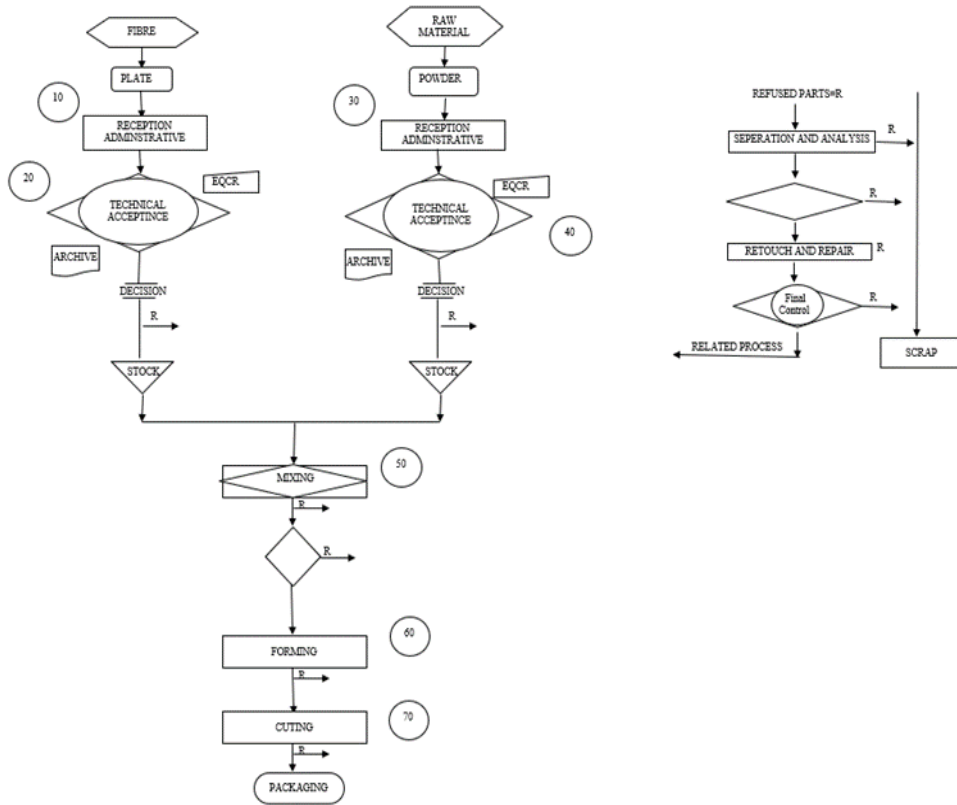 FIBRE
PLATE
10
RECEPTION
ADMINSTRATIVE
20
EQCR
TECHNICAL
ACCEPTINCE
ARCHIVE
DECISION
R
STOCK
RAW
MATERIAL
POWDER
30
RECEPTION
ADMINSTRATIVE
EQCR
TECHNICAL
ACCEPTINCE
40
ARCHIVE
DECISION
R
STOCK
MIXING
50
R
R
FORMING
60
R
CUTING
70
R
PACKAGING
REFUSED PARTS=R
SEPERATION AND ANALYSIS
R
R
RETOUCH AND REPAIR
R
Final
Control
R
RELATED PROCESS
SCRAP